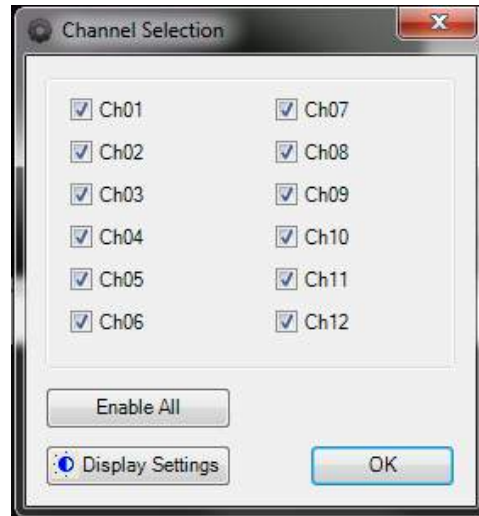 Channel Selection
Ch01
Ch02
Ch03
Ch04
Ch05
Ch06
Ch07
Ch08
Ch09
Ch10
Ch11
Ch12
Enable All
Display Settings
OK